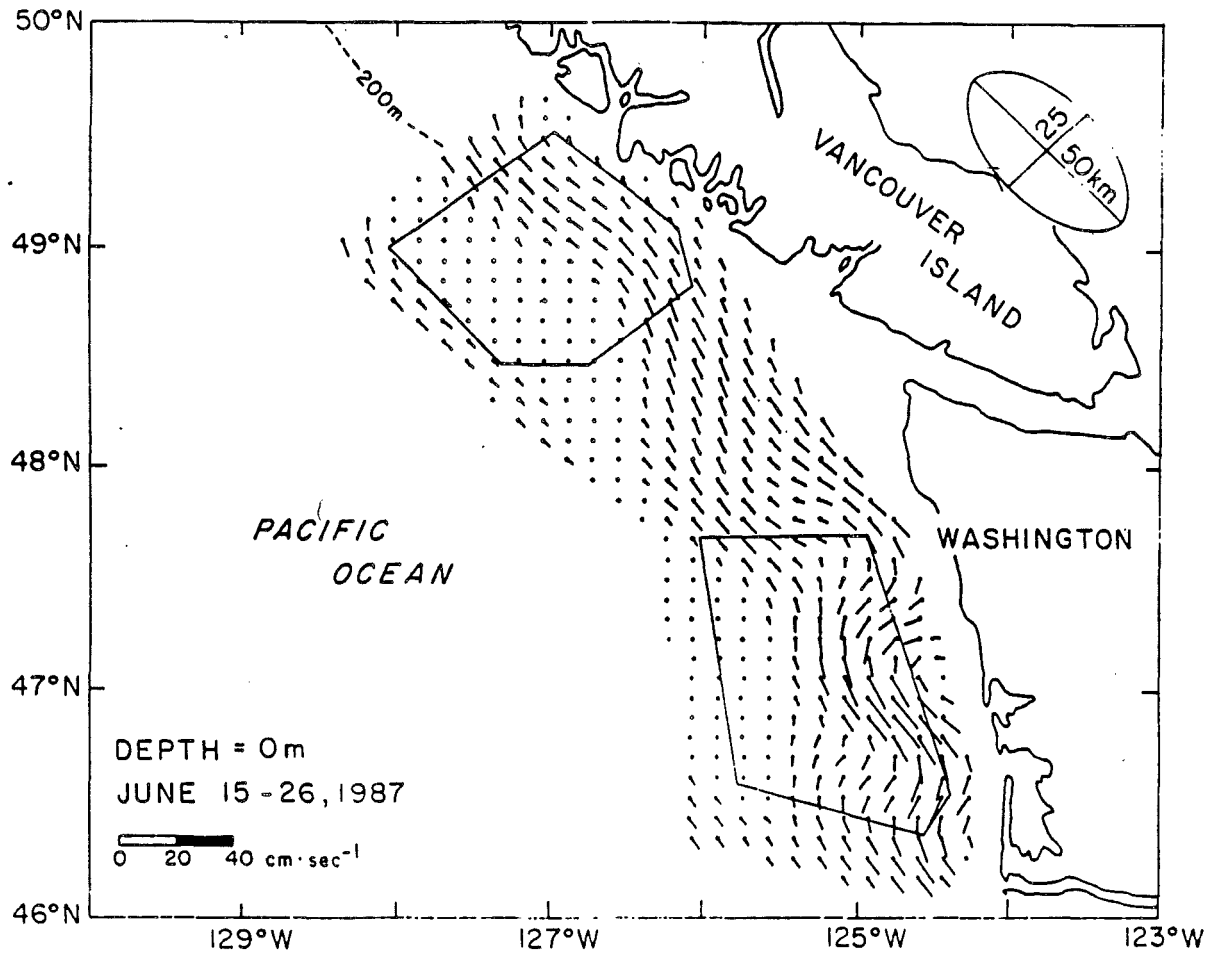 50°N
200m
25
50km
VANCOUVER
ISLAND
49°N
48°N
PACIFIC
OCEAN
WASHINGTON
47°N
DEPTH = 0m
JUNE 15-26, 1987
0 20 40 cm·sec⁻¹
46°N
129°W 127°W 125°W 123°W